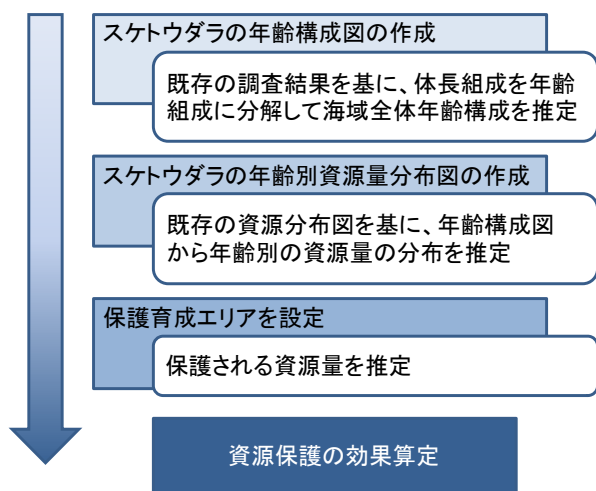 スケトウダラの年齢構成図の作成
既存の調査結果を基に、体長組成を年齢
組成に分解して海域全体年齢構成を推定
スケトウダラの年齢別資源量分布図の作成
既存の資源分布図を基に、年齢構成図
から年齢別の資源量の分布を推定
保護育成エリアを設定
保護される資源量を推定
資源保護の効果算定